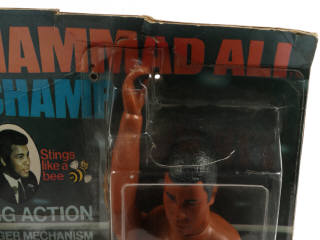 HAMMAD ALI
CHAMP
Stings
like a
bee
G ACTION
GER MECHANISM